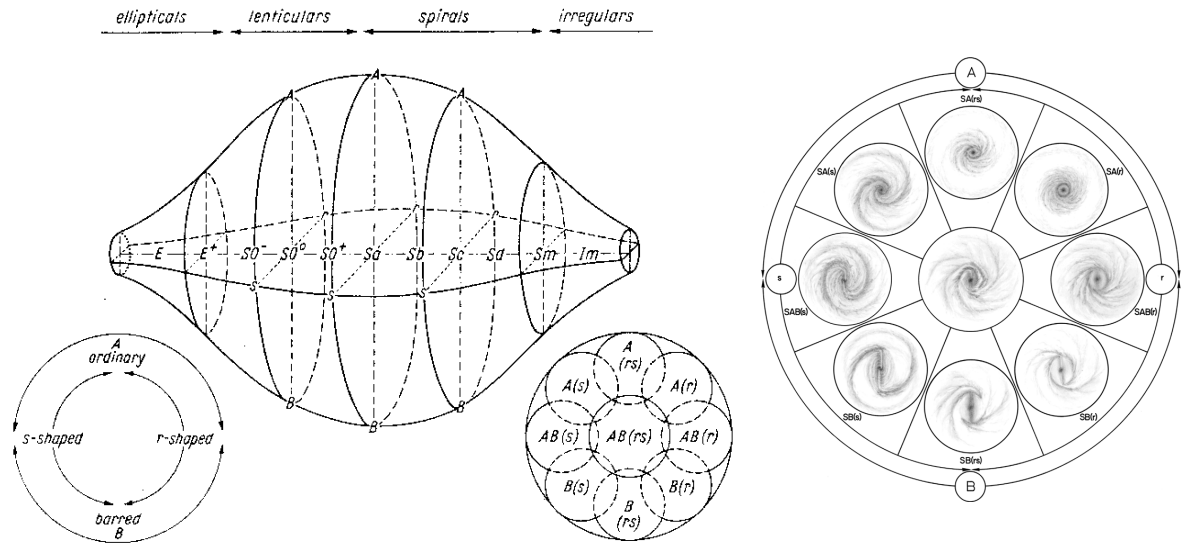 ellipticals lenticulars spirals irregulars
A
A A
r r r
E E+ S0- S0° S0+ Sa Sb Sc Sd Sm Im
s s s
B B
B
A
ordinary
s-shaped r-shaped
barred
B
A
(rs)
A(s) A(r)
AB(s) AB(rs) AB(r)
B(s) B(r)
B
(rs)
A
SA(rs)
SA(s) SA(r)
s r
SAB(s) SAB(r)
SB(s) SB(r)
SB(rs)
B